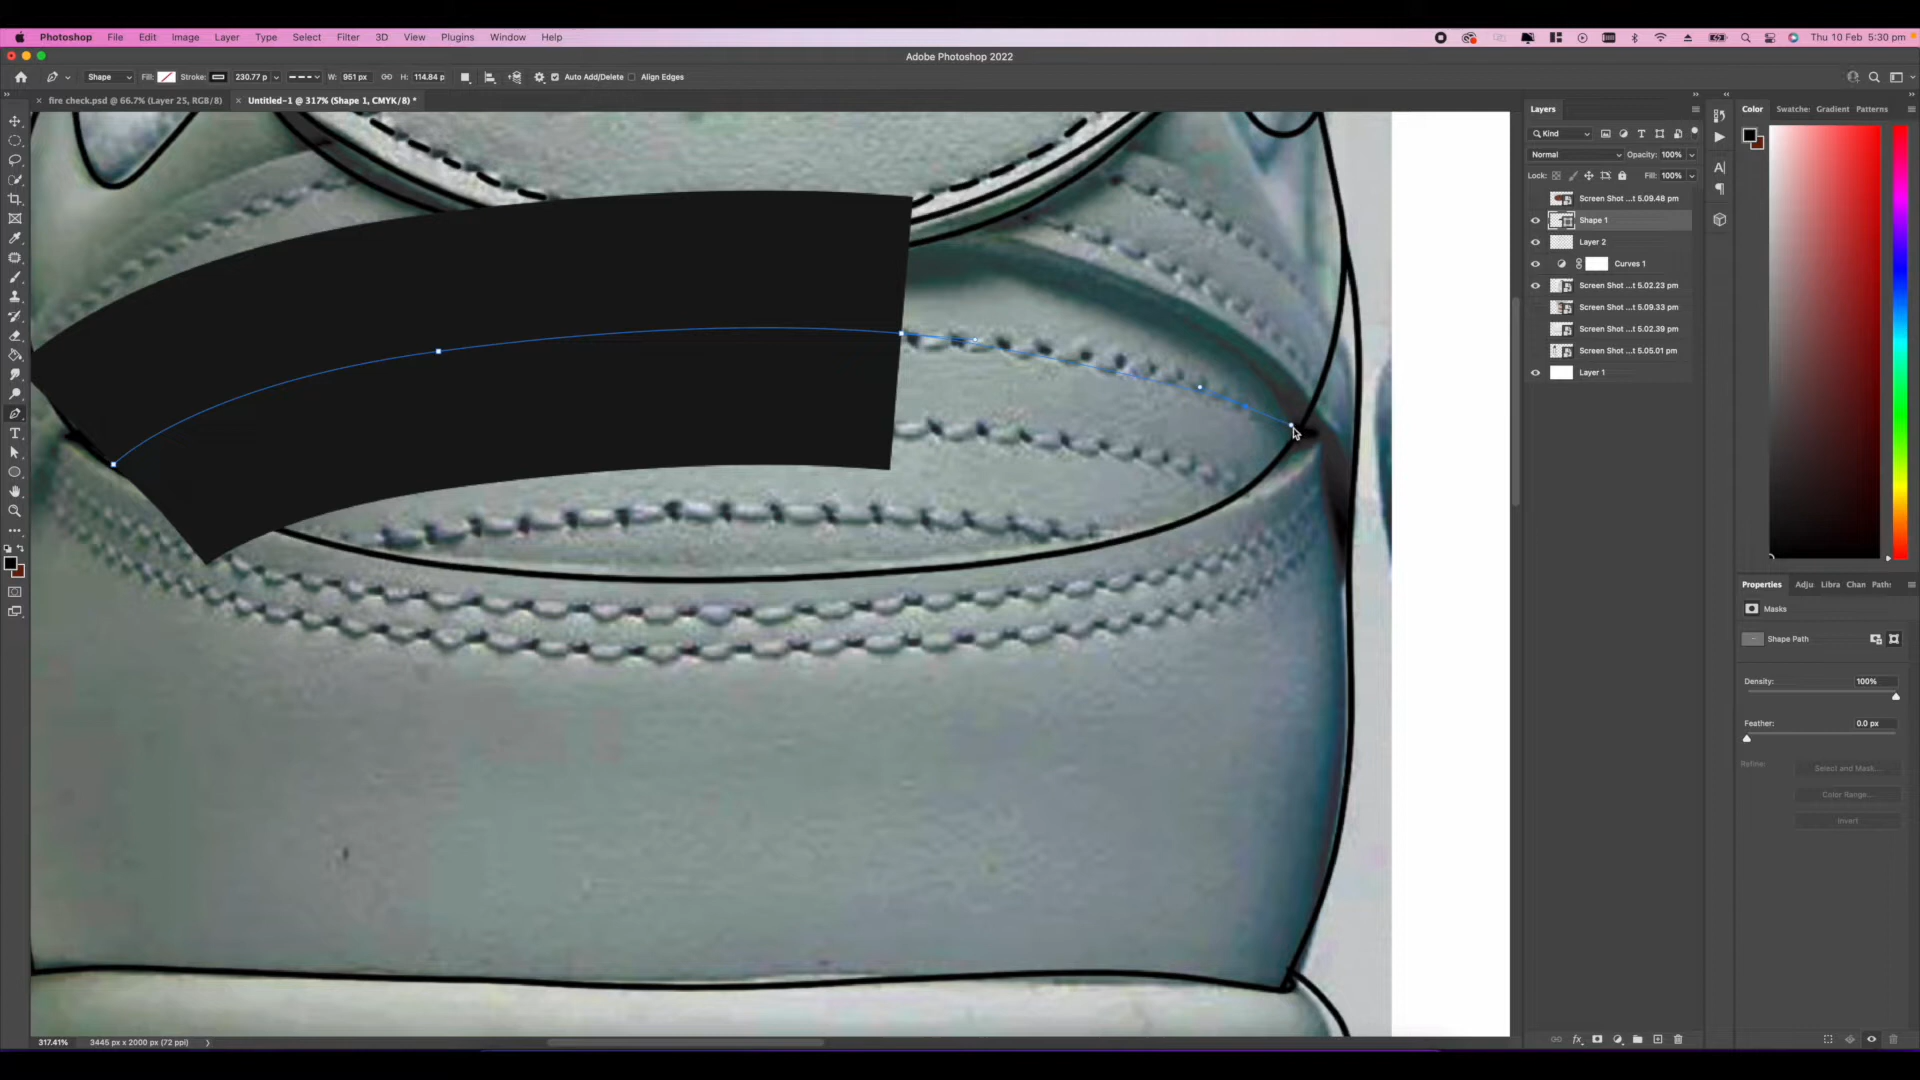 Photoshop File Edit Image Layer Type Select Filter 3D View Plugins Window Help Thu 10 Feb 5:30 pm
Adobe Photoshop 2022
Shape Fill: Stroke: 230.77 p W: 951 px H: 114.84 p Auto Add/Delete Align Edges
fire check.psd @ 66.7% (Layer 25, RGB/8) Untitled-1 @ 317% (Shape 1, CMYK/8) *
Layers
Kind
Normal Opacity: 100%
Lock: Fill: 100%
Screen Shot ...t 5.09.48 pm
Shape 1
Layer 2
Curves 1
Screen Shot ...t 5.02.23 pm
Screen Shot ...t 5.09.33 pm
Screen Shot ...t 5.02.39 pm
Screen Shot ...t 5.05.01 pm
Layer 1
Color Swatche: Gradient Patterns
Properties Adju Libra Chan Path:
Masks
Shape Path
Density: 100%
Feather: 0.0 px
Refine: Select and Mask...
Color Range...
Invert
317.41% 3445 px x 2000 px (72 ppi)
fx